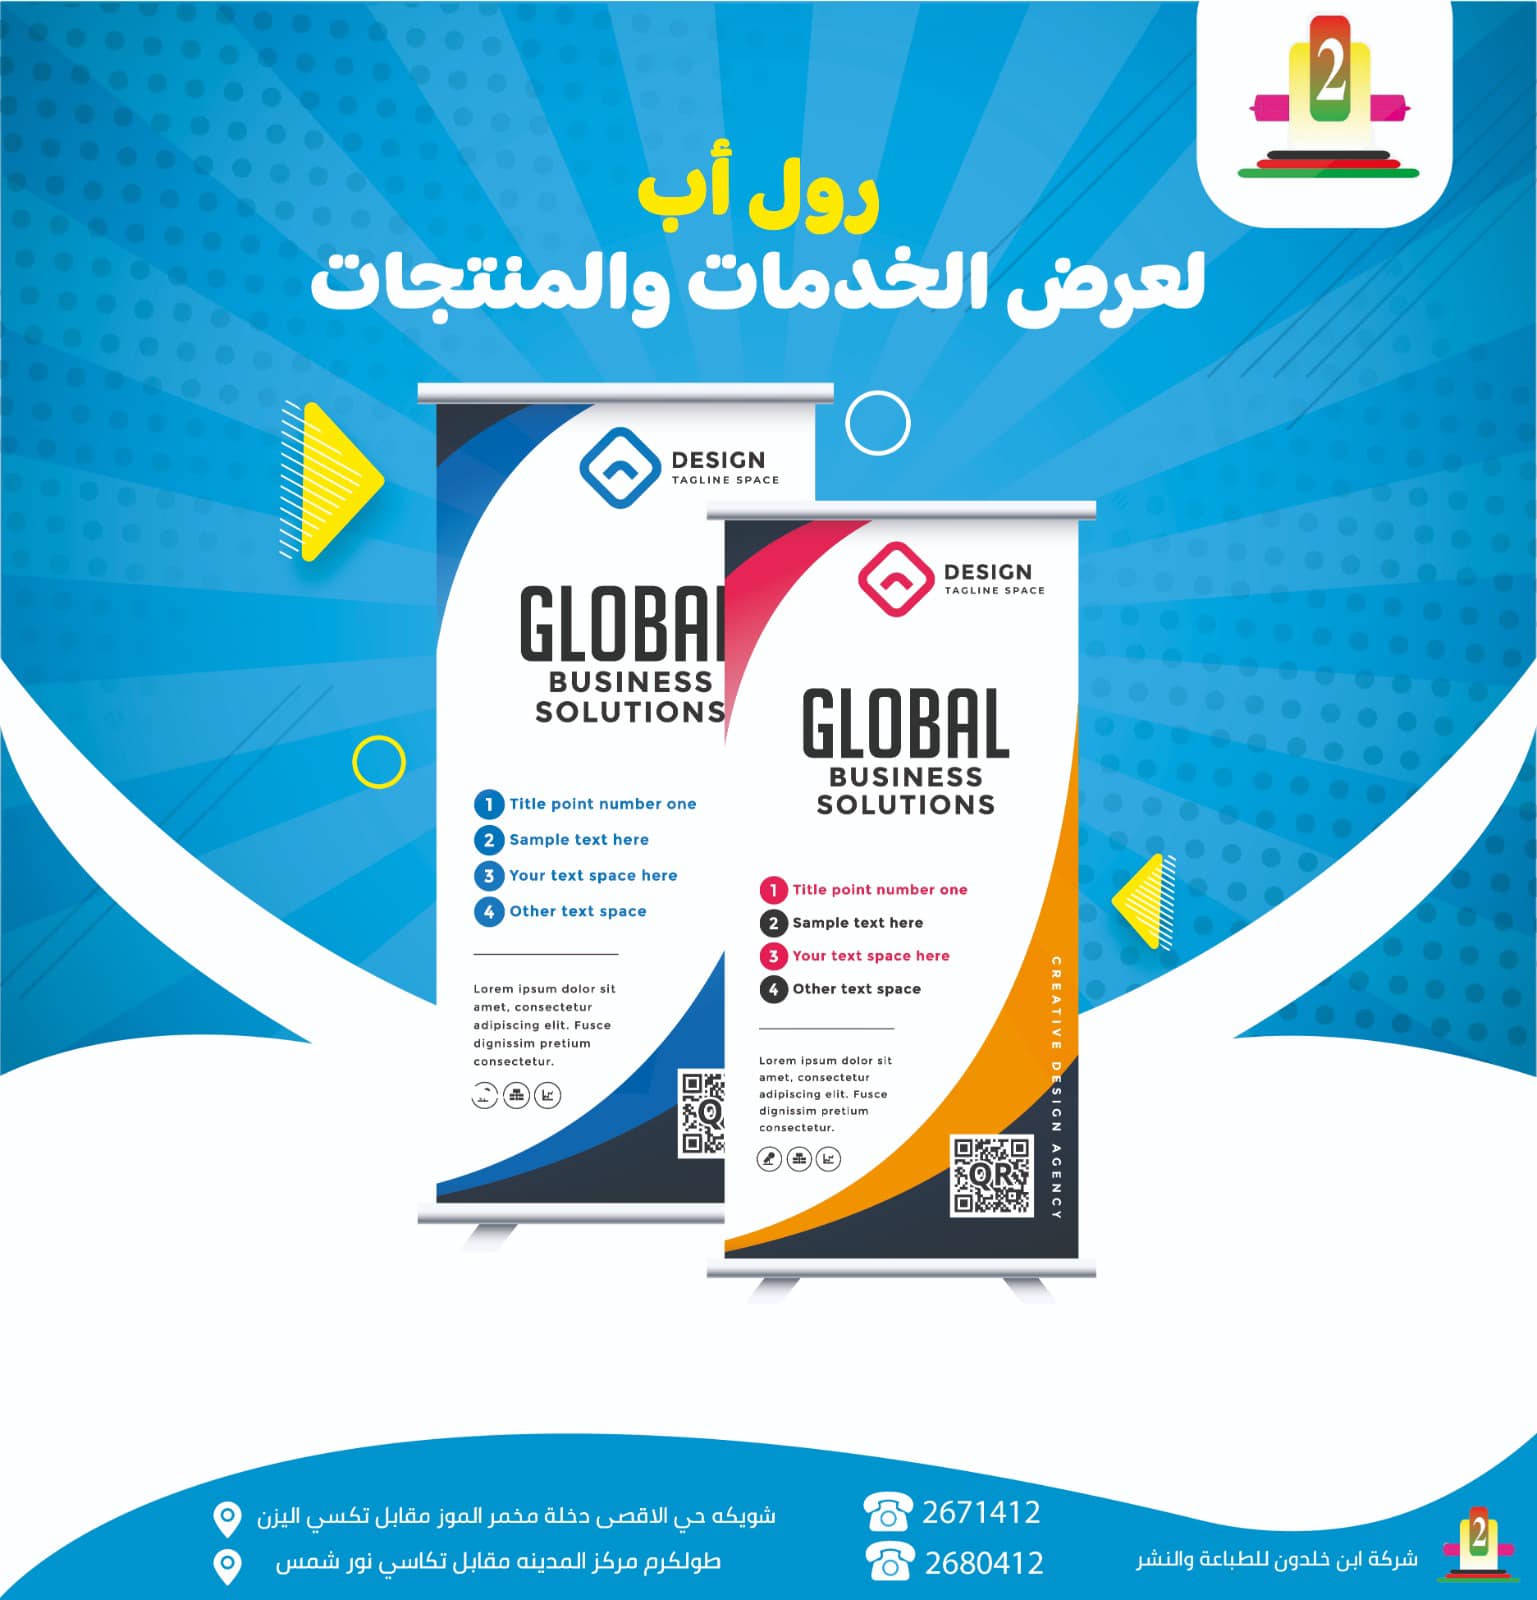 2
رول أب
لعرض الخدمات والمنتجات
DESIGN
TAGLINE SPACE
GLOBAL
BUSINESS
SOLUTIONS
1 Title point number one
2 Sample text here
3 Your text space here
4 Other text space
Lorem ipsum dolor sit
amet, consectetur
adipiscing elit. Fusce
dignissim pretium
consectetur.
DESIGN
TAGLINE SPACE
GLOBAL
BUSINESS
SOLUTIONS
1 Title point number one
2 Sample text here
3 Your text space here
4 Other text space
Lorem ipsum dolor sit
amet, consectetur
adipiscing elit. Fusce
dignissim pretium
consectetur.
QR
CREATIVE DESIGN AGENCY
2
شركة ابن خلدون للطباعة والنشر
2671412
2680412
شويكه حي الاقصى دخلة مخمر الموز مقابل تكسي اليزن
طولكرم مركز المدينه مقابل تكاسي نور شمس